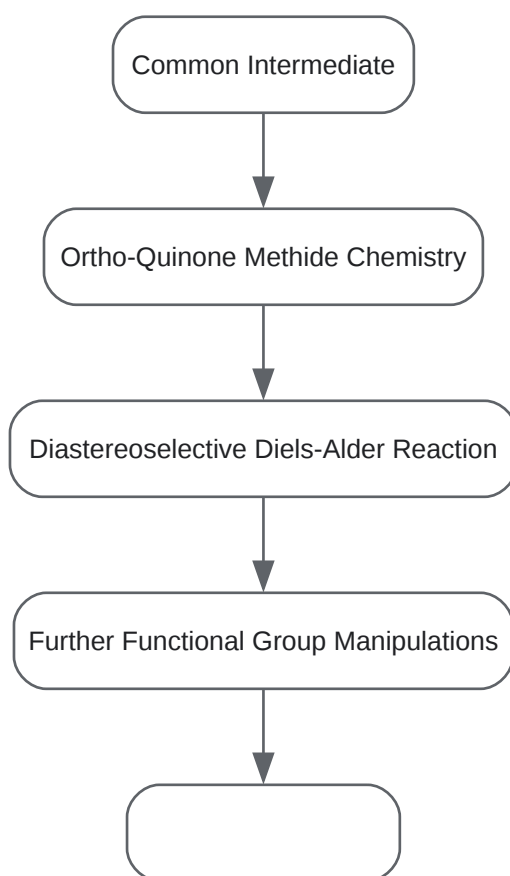 Common Intermediate
Ortho-Quinone Methide Chemistry
Diastereoselective Diels-Alder Reaction
Further Functional Group Manipulations